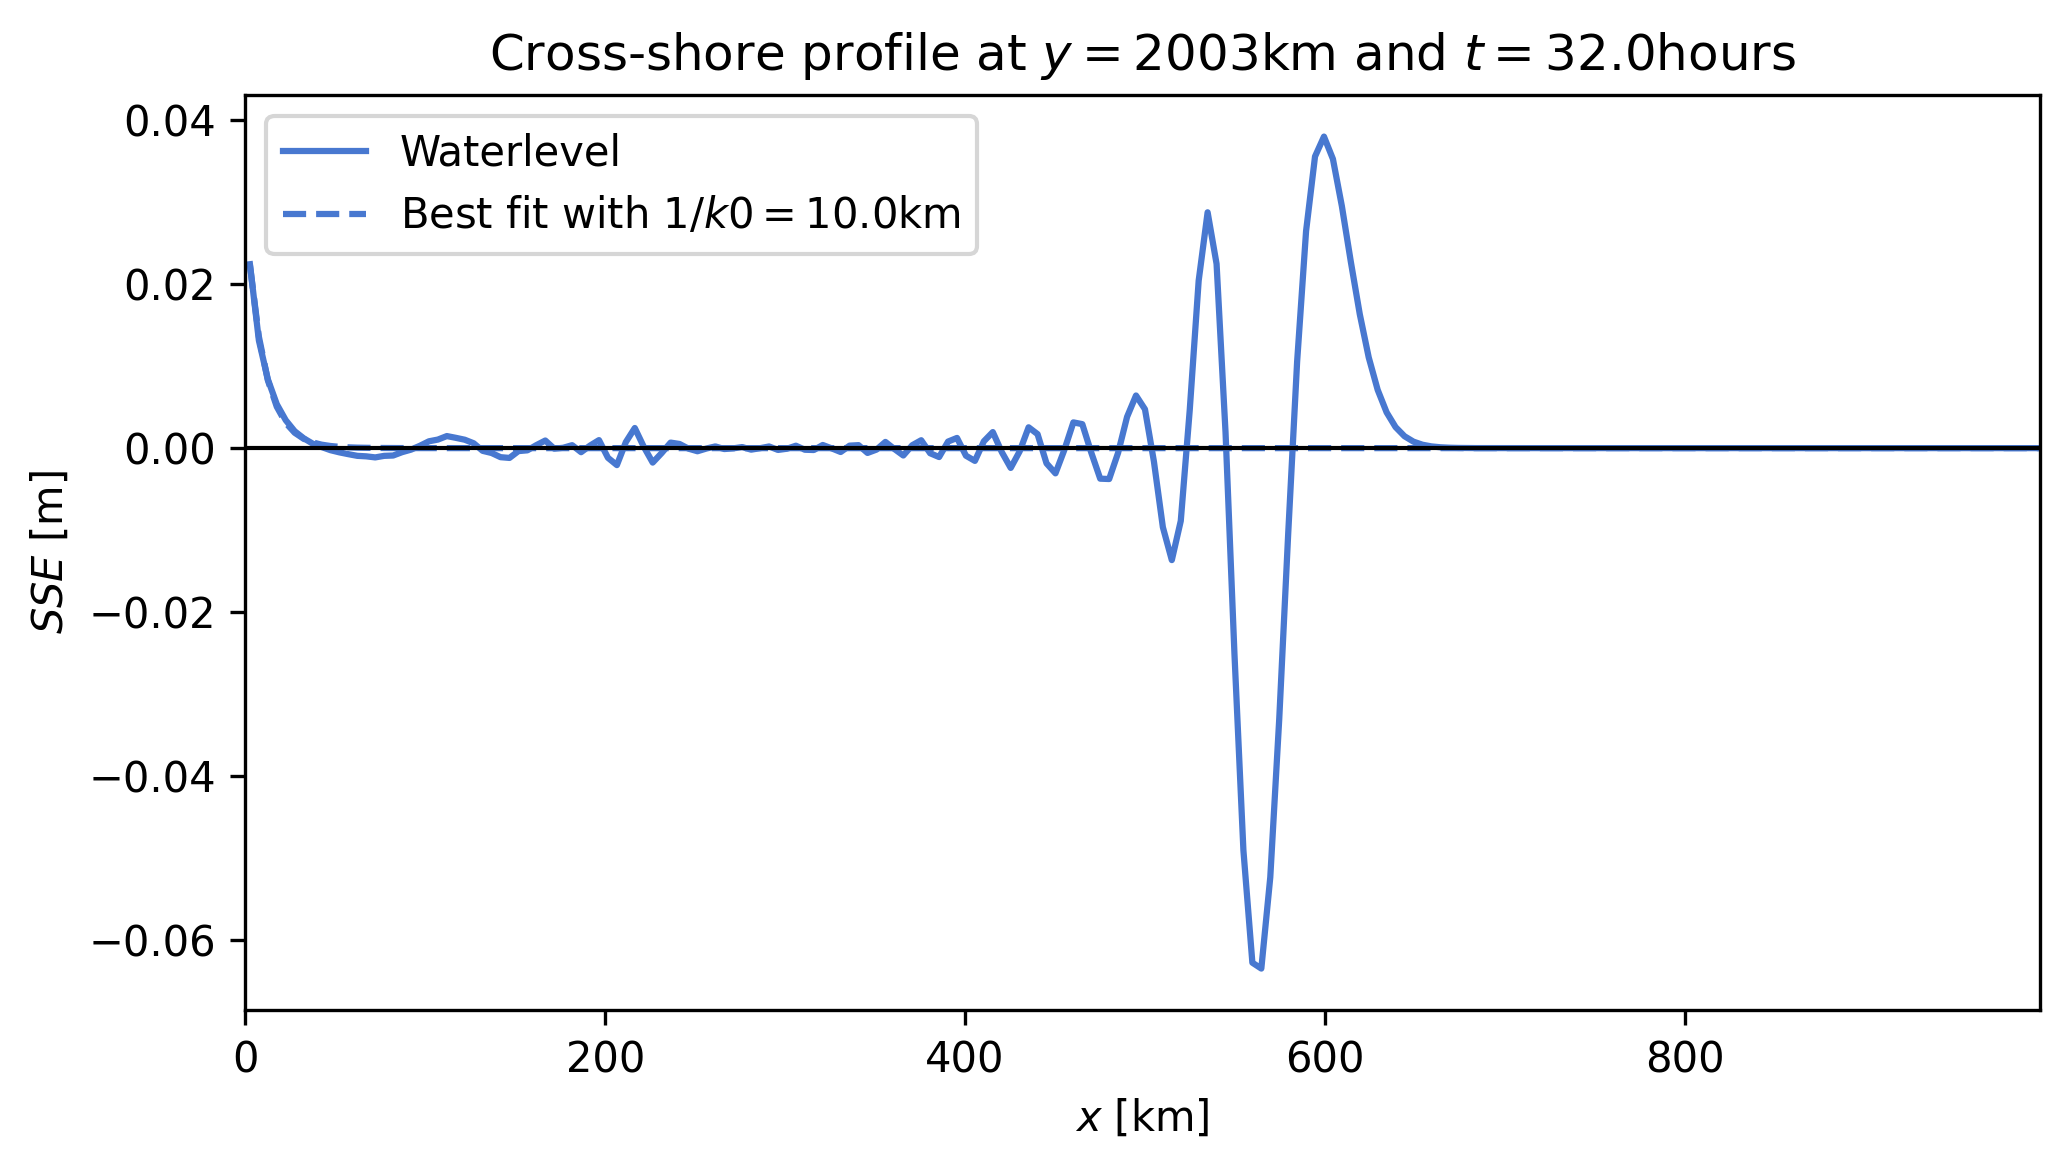 Cross-shore profile at y = 2003km and t = 32.0hours
Waterlevel
Best fit with 1/k0 = 10.0km
0.04
0.02
0.00
−0.02
−0.04
−0.06
SSE [m]
0 200 400 600 800
x [km]